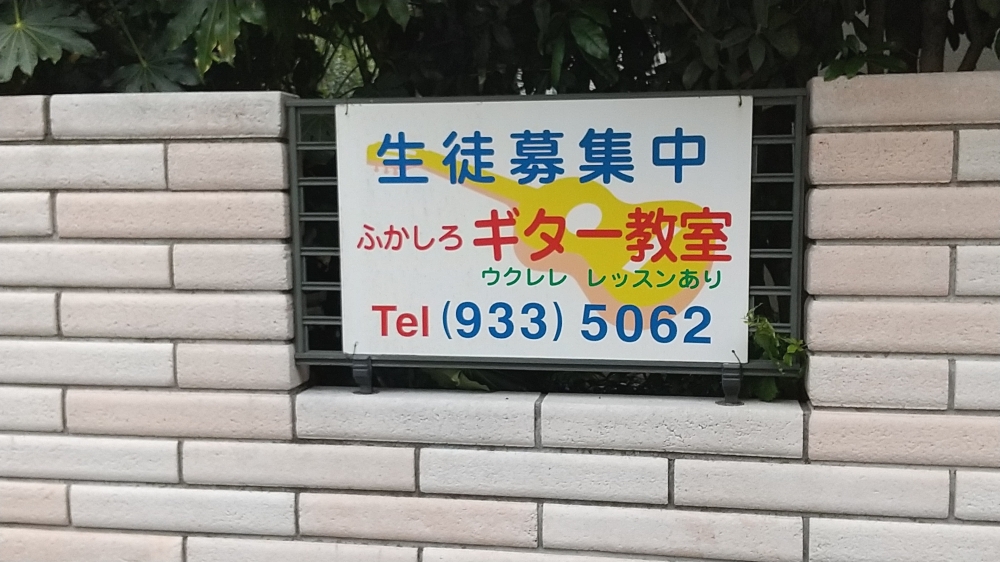 生徒募集中
ふかしろ ギター教室
ウクレレ レッスンあり
Tel (933) 5062